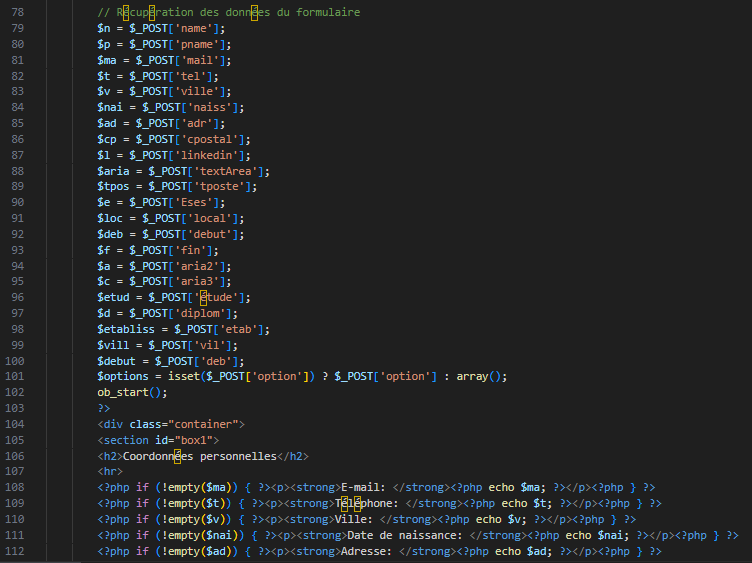 78 // Récupération des données du formulaire
79 $n = $_POST['name'];
80 $p = $_POST['pname'];
81 $ma = $_POST['mail'];
82 $t = $_POST['tel'];
83 $v = $_POST['ville'];
84 $nai = $_POST['naiss'];
85 $ad = $_POST['adr'];
86 $cp = $_POST['cpostal'];
87 $l = $_POST['linkedin'];
88 $aria = $_POST['textArea'];
89 $tpos = $_POST['tposte'];
90 $e = $_POST['Eses'];
91 $loc = $_POST['local'];
92 $deb = $_POST['debut'];
93 $f = $_POST['fin'];
94 $a = $_POST['aria2'];
95 $c = $_POST['aria3'];
96 $etud = $_POST['étude'];
97 $d = $_POST['diplom'];
98 $etabliss = $_POST['etab'];
99 $vill = $_POST['vil'];
100 $debut = $_POST['deb'];
101 $options = isset($_POST['option']) ? $_POST['option'] : array();
102 ob_start();
103 ?>
104 <div class="container">
105 <section id="box1">
106 <h2>Coordonnées personnelles</h2>
107 <hr>
108 <?php if (!empty($ma)) { ?><p><strong>E-mail: </strong><?php echo $ma; ?></p><?php } ?>
109 <?php if (!empty($t)) { ?><p><strong>Téléphone: </strong><?php echo $t; ?></p><?php } ?>
110 <?php if (!empty($v)) { ?><p><strong>Ville: </strong><?php echo $v; ?></p><?php } ?>
111 <?php if (!empty($nai)) { ?><p><strong>Date de naissance: </strong><?php echo $nai; ?></p><?php } ?>
112 <?php if (!empty($ad)) { ?><p><strong>Adresse: </strong><?php echo $ad; ?></p><?php } ?>